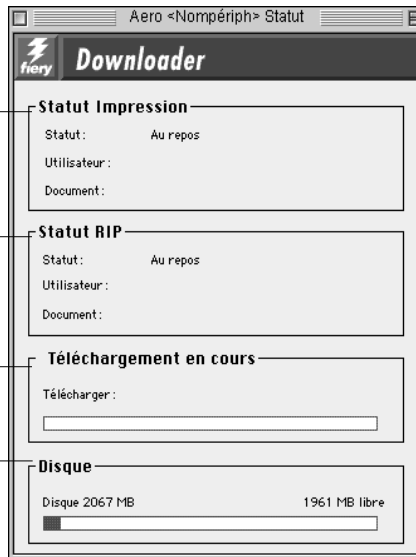 Aero <Nompériph> Statut
fiery
Downloader
Statut Impression
Statut: Au repos
Utilisateur:
Document:
Statut RIP
Statut: Au repos
Utilisateur:
Document:
Téléchargement en cours
Télécharger:
Disque
Disque 2067 MB 1961 MB libre